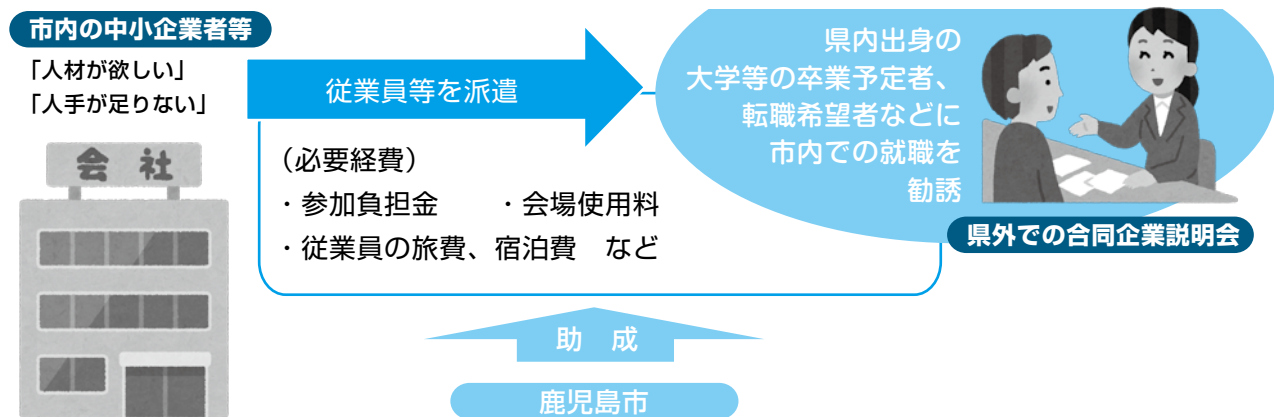 市内の中小企業者等
「人材が欲しい」
「人手が足りない」
会社
従業員等を派遣
（必要経費）
・参加負担金　・会場使用料
・従業員の旅費、宿泊費　など
県内出身の
大学等の卒業予定者、
転職希望者などに
市内での就職を
勧誘
県外での合同企業説明会
助　成
鹿児島市